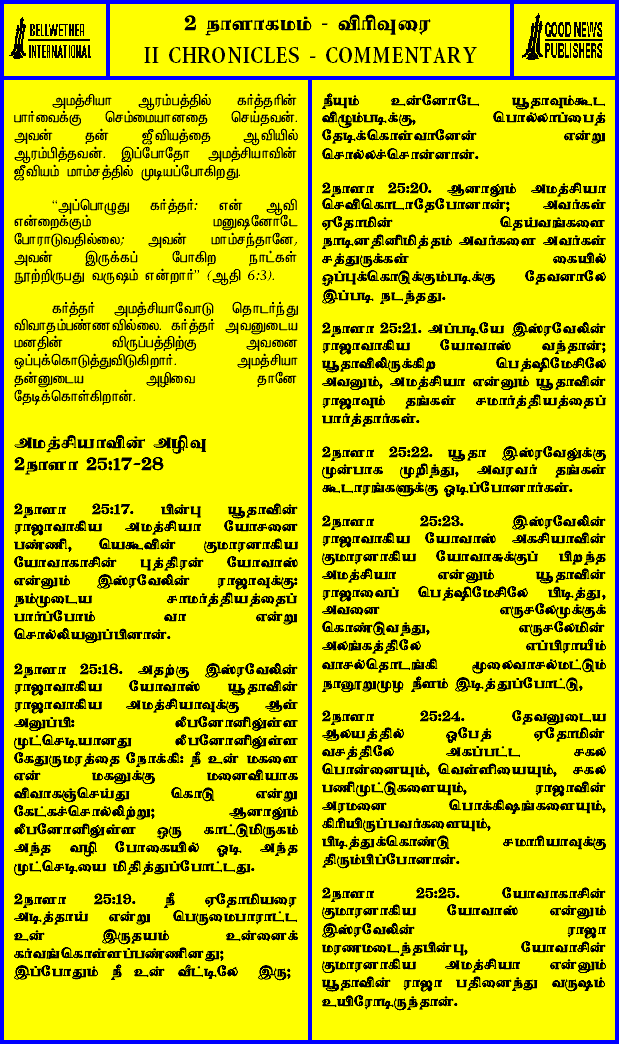 BELLWETHER
INTERNATIONAL
2 நாளாகமம் - விரிவுரை
II CHRONICLES - COMMENTARY
GOOD NEWS
PUBLISHERS
அமத்சியா ஆரம்பத்தில் கர்த்தரின்
பார்வைக்கு செம்மையானதை செய்தவன்.
அவன் தன் ஜீவியத்தை ஆவியில்
ஆரம்பித்தவன். இப்போதோ அமத்சியாவின்
ஜீவியம் மாம்சத்தில் முடியப்போகிறது.
“அப்பொழுது கர்த்தர்: என் ஆவி
என்றைக்கும் மனுஷனோடே
போராடுவதில்லை; அவன் மாம்சந்தானே,
அவன் இருக்கப் போகிற நாட்கள்
நூற்றிருபது வருஷம் என்றார்” (ஆதி 6:3).
கர்த்தர் அமத்சியாவோடு தொடர்ந்து
விவாதம்பண்ணவில்லை. கர்த்தர் அவனுடைய
மனதின் விருப்பத்திற்கு அவனை
ஒப்புக்கொடுத்துவிடுகிறார். அமத்சியா
தன்னுடைய அழிவை தானே
தேடிக்கொள்கிறான்.
அமத்சியாவின் அழிவு
2நாளா 25:17-28
2நாளா 25:17. பின்பு யூதாவின்
ராஜாவாகிய அமத்சியா யோசனை
பண்ணி, யெகூவின் குமாரனாகிய
யோவாகாசின் புத்திரன் யோவாஸ்
என்னும் இஸ்ரவேலின் ராஜாவுக்கு:
நம்முடைய சாமர்த்தியத்தைப்
பார்ப்போம் வா என்று
சொல்லியனுப்பினான்.
2நாளா 25:18. அதற்கு இஸ்ரவேலின்
ராஜாவாகிய யோவாஸ் யூதாவின்
ராஜாவாகிய அமத்சியாவுக்கு ஆள்
அனுப்பி: லீபனோனிலுள்ள
முட்செடியானது லீபனோனிலுள்ள
கேதுருமரத்தை நோக்கி: நீ உன் மகளை
என் மகனுக்கு மனைவியாக
விவாகஞ்செய்து கொடு என்று
கேட்கச்சொல்லிற்று; ஆனாலும்
லீபனோனிலுள்ள ஒரு காட்டுமிருகம்
அந்த வழி போகையில் ஓடி அந்த
முட்செடியை மிதித்துப்போட்டது.
2நாளா 25:19. நீ ஏதோமியரை
அடித்தாய் என்று பெருமைபாராட்ட
உன் இருதயம் உன்னைக்
கர்வங்கொள்ளப்பண்ணினது;
இப்போதும் நீ உன் வீட்டிலே இரு;
நீயும் உன்னோடே யூதாவுங்கூட
விழும்படிக்கு, பொல்லாப்பைத்
தேடிக்கொள்வானேன் என்று
சொல்லச்சொன்னான்.
2நாளா 25:20. ஆனாலும் அமத்சியா
செவிகொடாதேபோனான்; அவர்கள்
ஏதோமின் தெய்வங்களை
நாடினதினிமித்தம் அவர்களை அவர்கள்
சத்துருக்கள் கையில்
ஒப்புக்கொடுக்கும்படிக்கு தேவனாலே
இப்படி நடந்தது.
2நாளா 25:21. அப்படியே இஸ்ரவேலின்
ராஜாவாகிய யோவாஸ் வந்தான்;
யூதாவிலிருக்கிற பெத்ஷிமேசிலே
அவனும், அமத்சியா என்னும் யூதாவின்
ராஜாவும் தங்கள் சமார்த்தியத்தைப்
பார்த்தார்கள்.
2நாளா 25:22. யூதா இஸ்ரவேலுக்கு
முன்பாக முறிந்து, அவரவர் தங்கள்
கூடாரங்களுக்கு ஓடிப்போனார்கள்.
2நாளா 25:23. இஸ்ரவேலின்
ராஜாவாகிய யோவாஸ் அகசியாவின்
குமாரனாகிய யோவாசுக்குப் பிறந்த
அமத்சியா என்னும் யூதாவின்
ராஜாவைப் பெத்ஷிமேசிலே பிடித்து,
அவனை எருசலேமுக்குக்
கொண்டுவந்து, எருசலேமின்
அலங்கத்திலே எப்பிராயீம்
வாசல்தொடங்கி மூலைவாசல்மட்டும்
நானூறுமுழ நீளம் இடித்துப்போட்டு,
2நாளா 25:24. தேவனுடைய
ஆலயத்தில் ஓபேத் ஏதோமின்
வசத்திலே அகப்பட்ட சகல
பொன்னையும், வெள்ளியையும், சகல
பணிமுட்டுகளையும், ராஜாவின்
அரமனை பொக்கிஷங்களையும்,
கிரியிருப்பவர்களையும்,
பிடித்துக்கொண்டு சமாரியாவுக்கு
திரும்பிப்போனான்.
2நாளா 25:25. யோவாகாசின்
குமாரனாகிய யோவாஸ் என்னும்
இஸ்ரவேலின் ராஜா
மரணமடைந்தபின்பு, யோவாசின்
குமாரனாகிய அமத்சியா என்னும்
யூதாவின் ராஜா பதினைந்து வருஷம்
உயிரோடிருந்தான்.